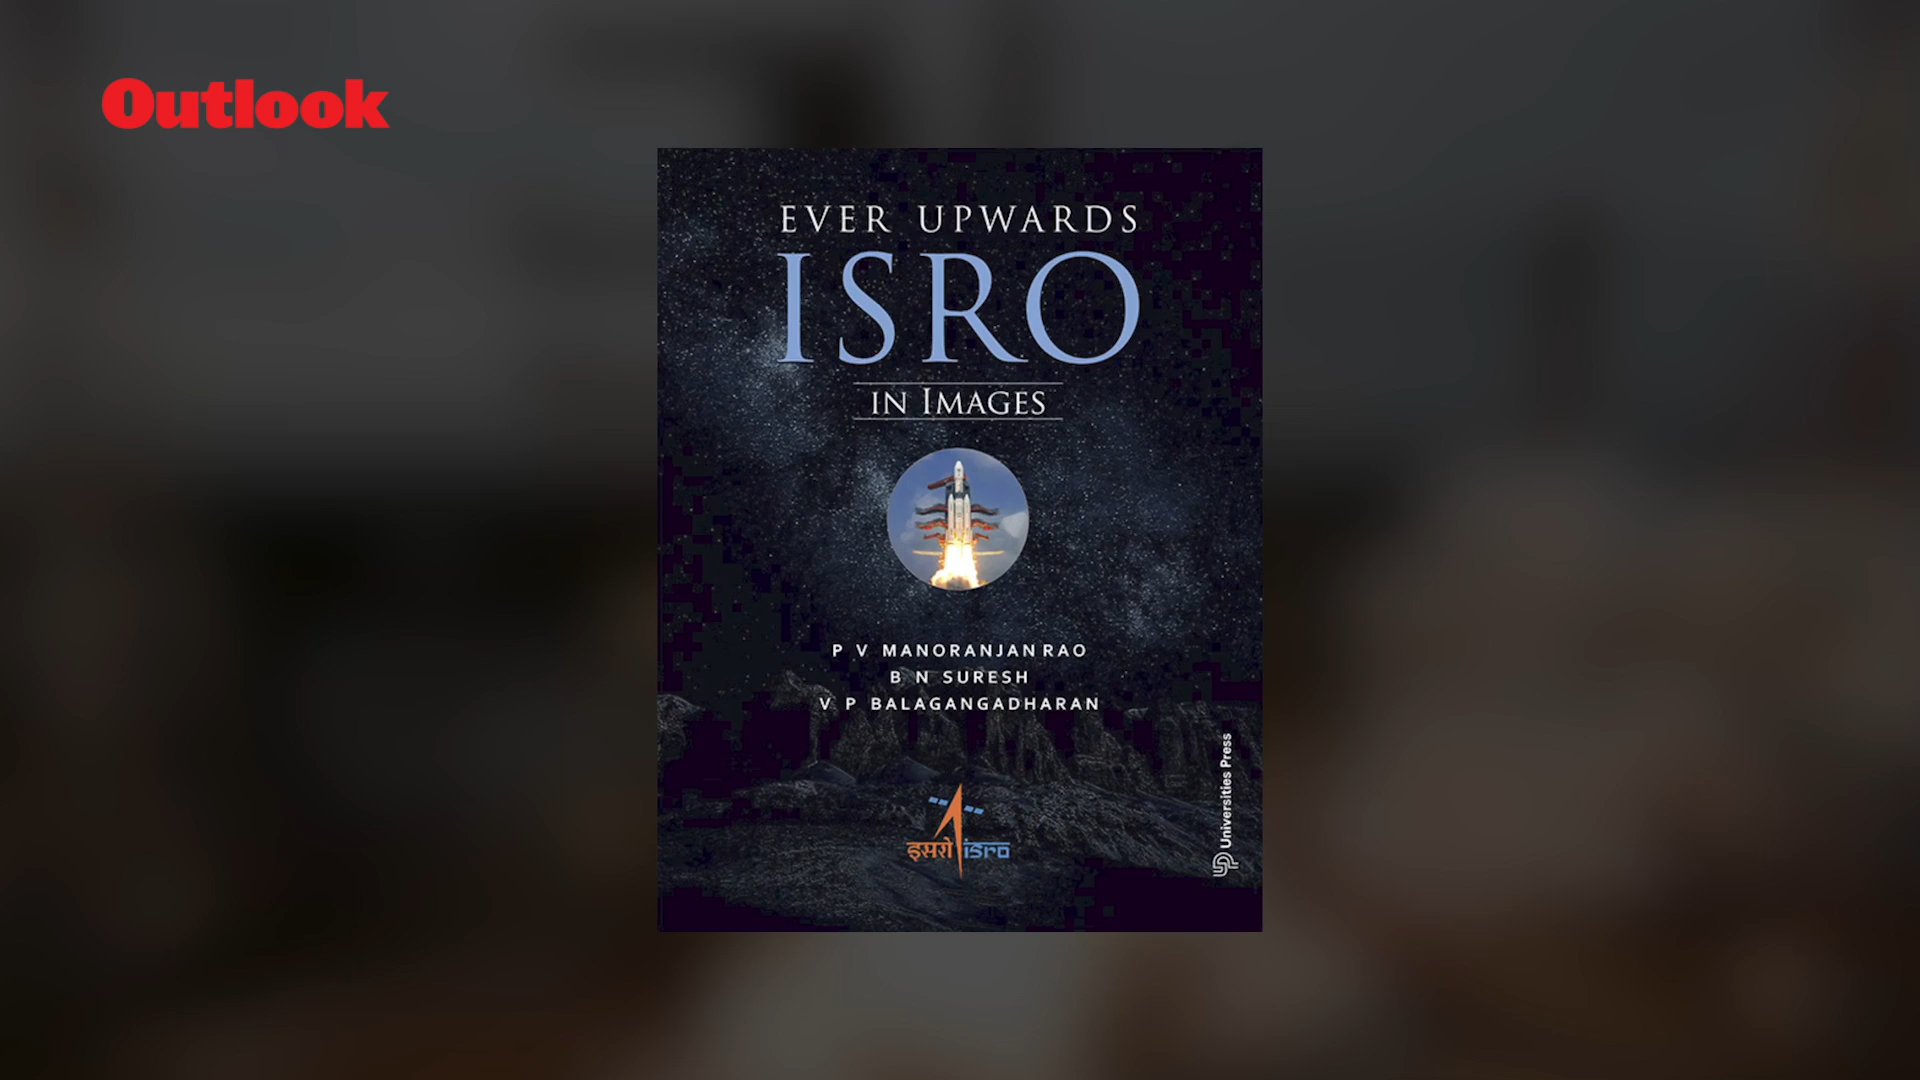 Outlook
EVER UPWARDS
ISRO
IN IMAGES
P V MANORANJAN RAO
B N SURESH
V P BALAGANGADHARAN
Universities Press
इसरो isro